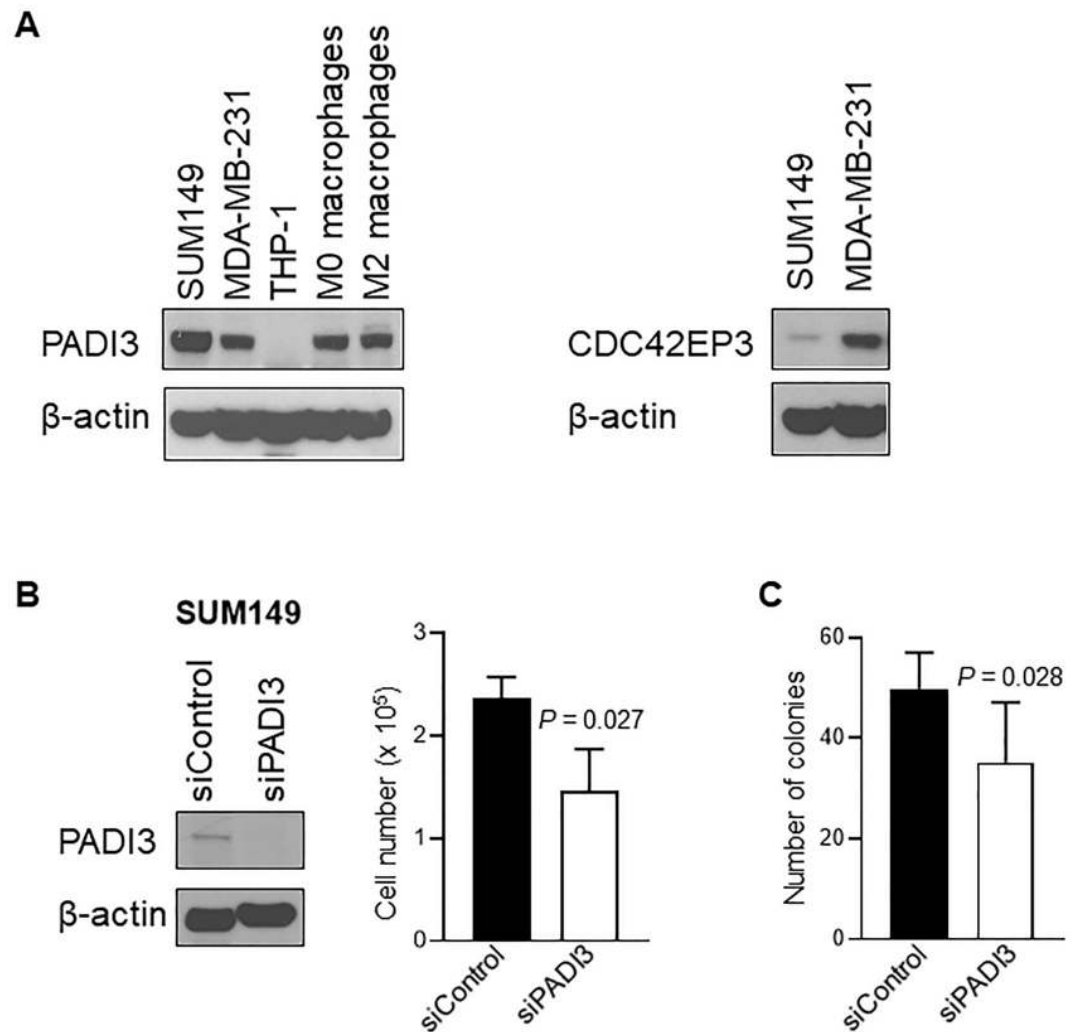 A
SUM149
MDA-MB-231
THP-1
M0 macrophages
M2 macrophages
PADI3
β-actin
SUM149
MDA-MB-231
CDC42EP3
β-actin
B
SUM149
siControl
siPADI3
PADI3
β-actin
Cell number (x 10⁵)
3
2
1
0
P = 0.027
siControl
siPADI3
C
Number of colonies
60
40
20
0
P = 0.028
siControl
siPADI3